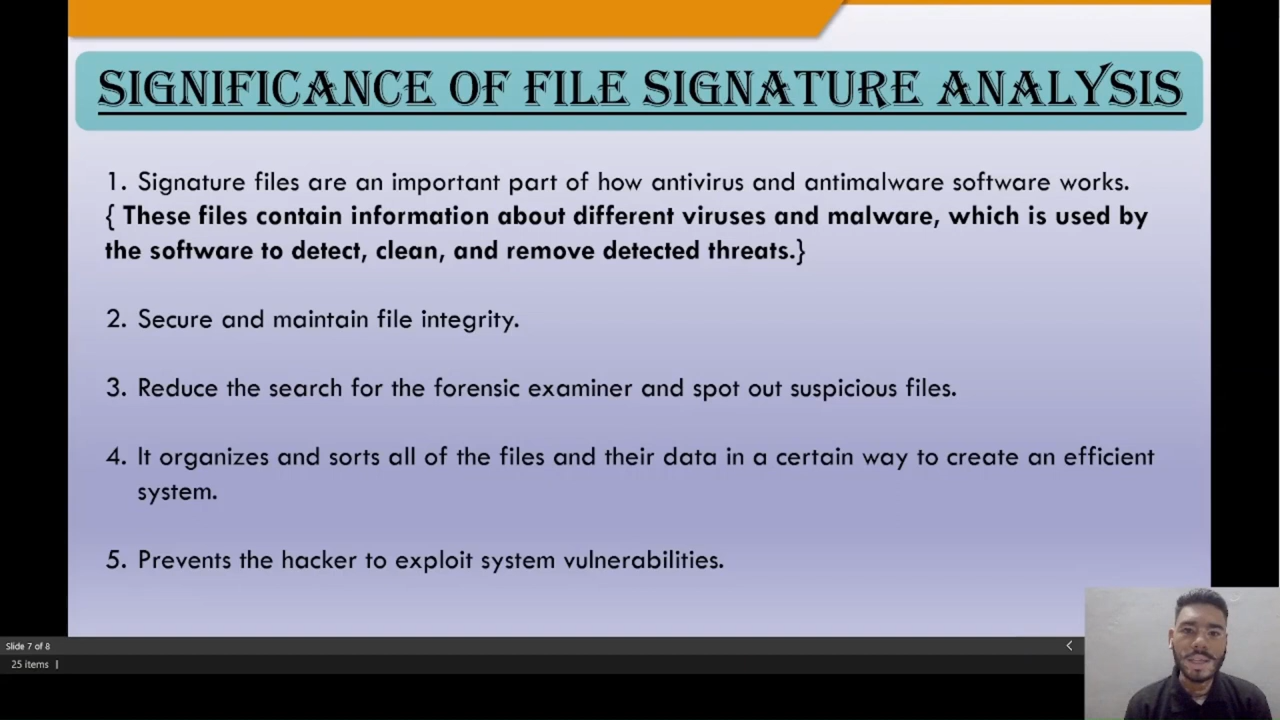 SIGNIFICANCE OF FILE SIGNATURE ANALYSIS
1. Signature files are an important part of how antivirus and antimalware software works.
{ These files contain information about different viruses and malware, which is used by
the software to detect, clean, and remove detected threats.}
2. Secure and maintain file integrity.
3. Reduce the search for the forensic examiner and spot out suspicious files.
4. It organizes and sorts all of the files and their data in a certain way to create an efficient
system.
5. Prevents the hacker to exploit system vulnerabilities.
Slide 7 of 8
25 items